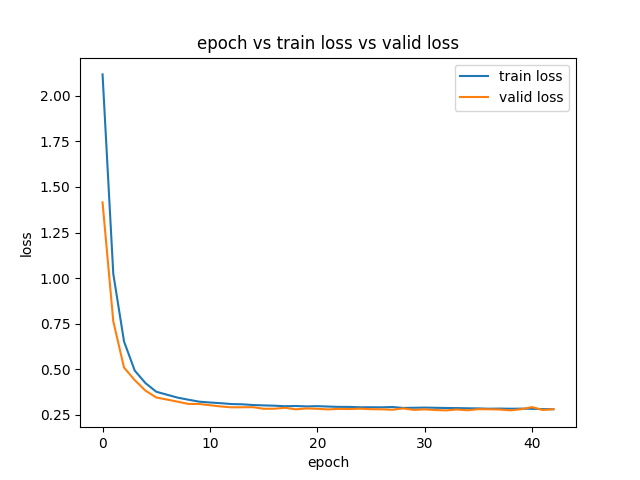 epoch vs train loss vs valid loss
train loss
valid loss
2.00
1.75
1.50
1.25
1.00
0.75
0.50
0.25
loss
0 10 20 30 40
epoch